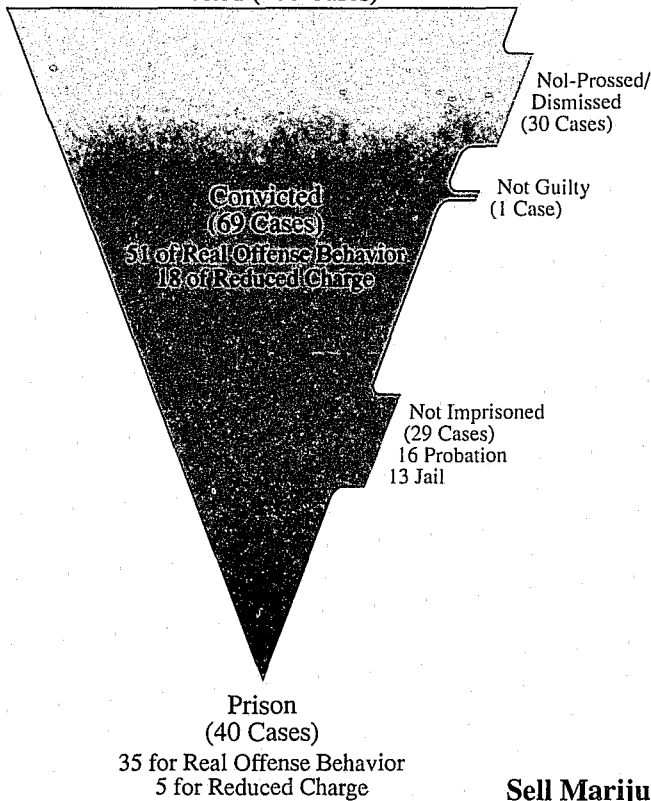 Nol-Prossed/
Dismissed
(30 Cases)
Not Guilty
(1 Case)
Convicted
(69 Cases)
51 of Real Offense Behavior
18 of Reduced Charge
Not Imprisoned
(29 Cases)
16 Probation
13 Jail
Prison
(40 Cases)
35 for Real Offense Behavior
5 for Reduced Charge
Sell Mariju